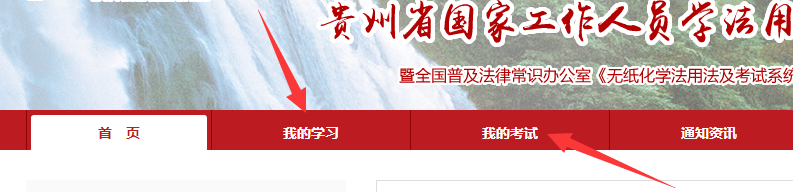 贵州省国家工作人员学法用
暨全国普及法律常识办公室《无纸化学法用法及考试系统
首 页 我的学习 我的考试 通知资讯